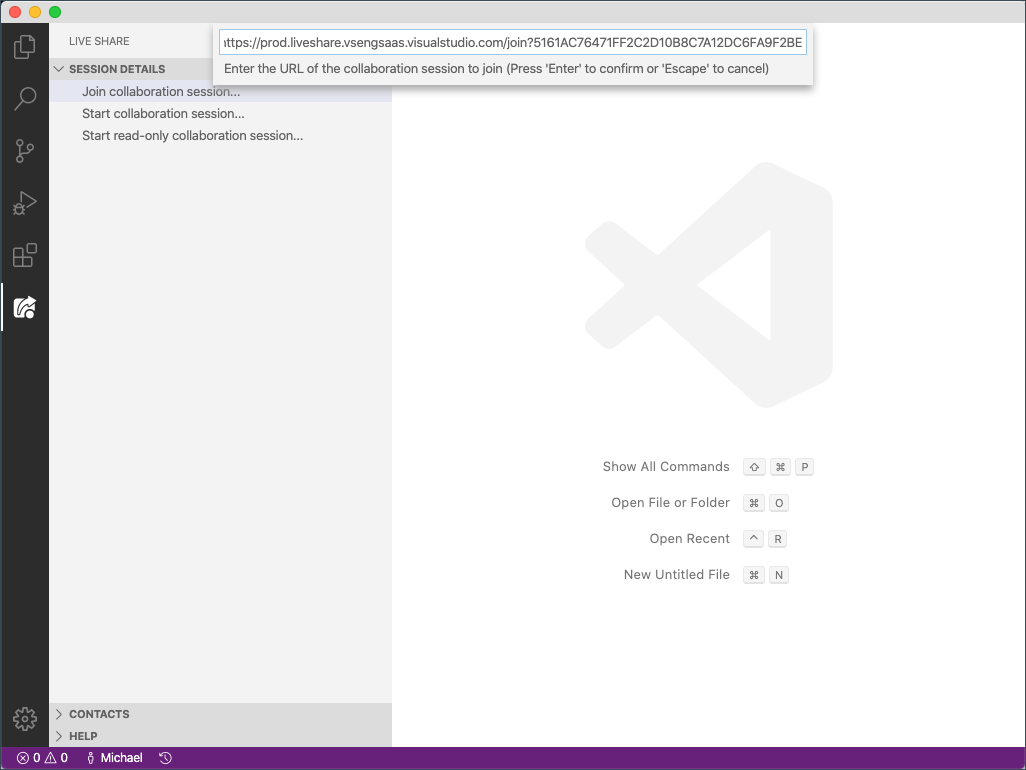 LIVE SHARE
ttps://prod.liveshare.vsengsaas.visualstudio.com/join?5161AC76471FF2C2D10B8C7A12DC6FA9F2BE
Enter the URL of the collaboration session to join (Press 'Enter' to confirm or 'Escape' to cancel)
SESSION DETAILS
Join collaboration session...
Start collaboration session...
Start read-only collaboration session...
Show All Commands ⇧ ⌘ P
Open File or Folder ⌘ O
Open Recent ^ R
New Untitled File ⌘ N
CONTACTS
HELP
0 0 Michael